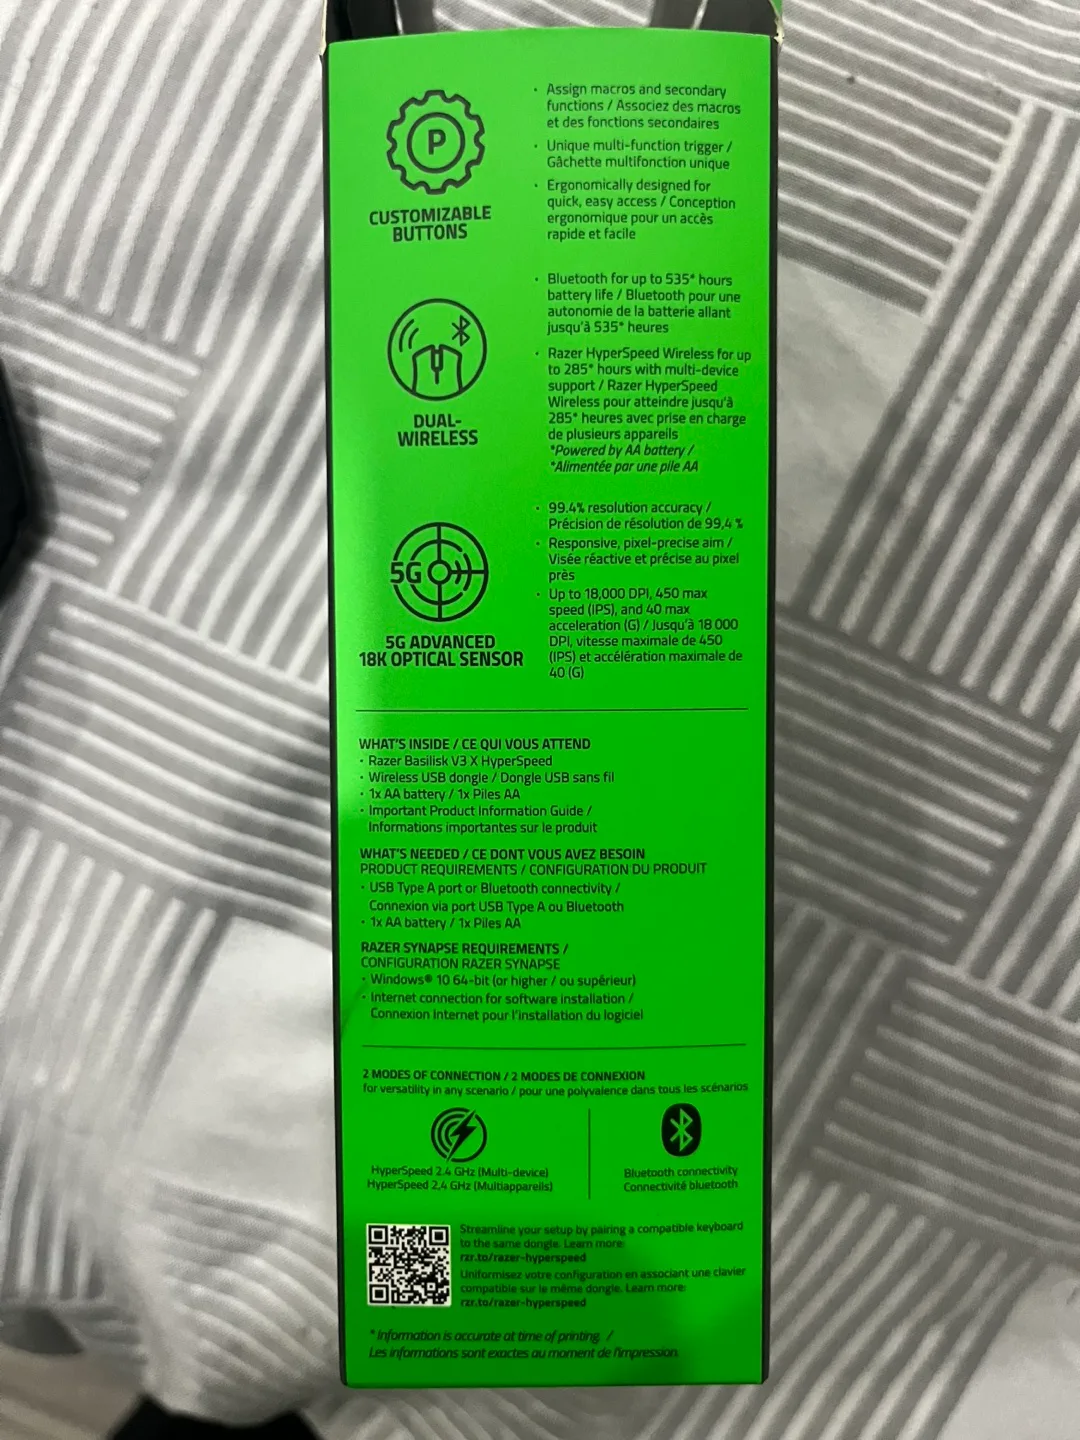 P
CUSTOMIZABLE
BUTTONS
· Assign macros and secondary
functions / Associez des macros
et des fonctions secondaires
· Unique multi-function trigger /
Gâchette multifonction unique
· Ergonomically designed for
quick, easy access / Conception
ergonomique pour un accès
rapide et facile
DUAL-
WIRELESS
· Bluetooth for up to 535* hours
battery life / Bluetooth pour une
autonomie de la batterie allant
jusqu'à 535* heures
· Razer HyperSpeed Wireless for up
to 285* hours with multi-device
support / Razer HyperSpeed
Wireless pour atteindre jusqu'à
285* heures avec prise en charge
de plusieurs appareils
*Powered by AA battery /
*Alimentée par une pile AA
5G
5G ADVANCED
18K OPTICAL SENSOR
· 99.4% resolution accuracy /
Précision de résolution de 99,4 %
· Responsive, pixel-precise aim /
Visée réactive et précise au pixel
près
· Up to 18,000 DPI, 450 max
speed (IPS), and 40 max
acceleration (G) / Jusqu'à 18 000
DPI, vitesse maximale de 450
(IPS) et accélération maximale de
40 (G)
WHAT'S INSIDE / CE QUI VOUS ATTEND
· Razer Basilisk V3 X HyperSpeed
· Wireless USB dongle / Dongle USB sans fil
· 1x AA battery / 1x Piles AA
· Important Product Information Guide /
Informations importantes sur le produit
WHAT'S NEEDED / CE DONT VOUS AVEZ BESOIN
PRODUCT REQUIREMENTS / CONFIGURATION DU PRODUIT
· USB Type A port or Bluetooth connectivity /
Connexion via port USB Type A ou Bluetooth
· 1x AA battery / 1x Piles AA
RAZER SYNAPSE REQUIREMENTS /
CONFIGURATION RAZER SYNAPSE
· Windows® 10 64-bit (or higher / ou supérieur)
· Internet connection for software installation /
Connexion Internet pour l'installation du logiciel
2 MODES OF CONNECTION / 2 MODES DE CONNEXION
for versatility in any scenario / pour une polyvalence dans tous les scénarios
HyperSpeed 2.4 GHz (Multi-device)
HyperSpeed 2,4 GHz (Multiappareils)
Bluetooth connectivity
Connectivité bluetooth
Streamline your setup by pairing a compatible keyboard
to the same dongle. Learn more:
rzr.to/razer-hyperspeed
Uniformisez votre configuration en associant une clavier
compatible sur le même dongle. Learn more:
rzr.to/razer-hyperspeed
* Information is accurate at time of printing. /
Les informations sont exactes au moment de l'impression.